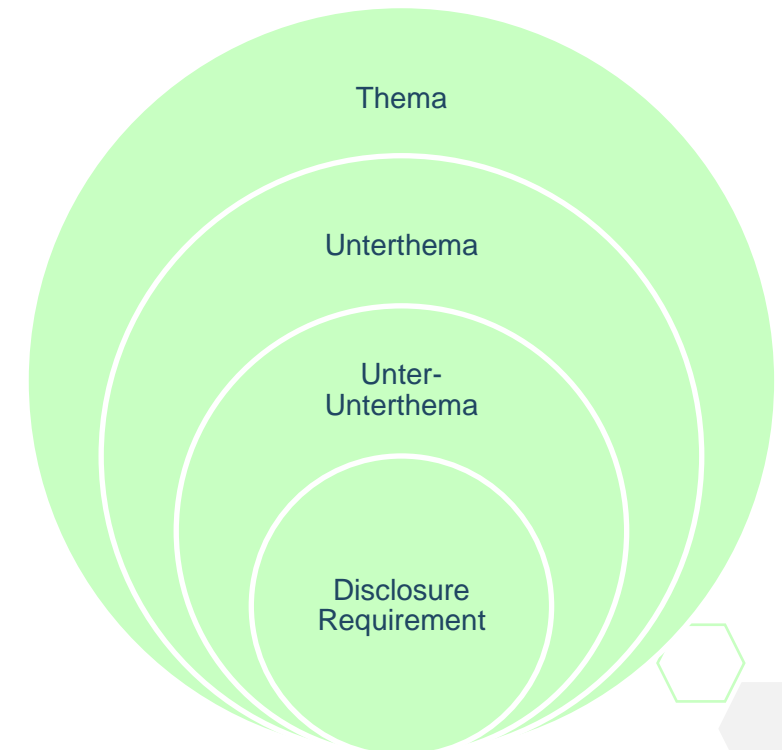 Thema
Unterthema
Unter-
Unterthema
Disclosure
Requirement